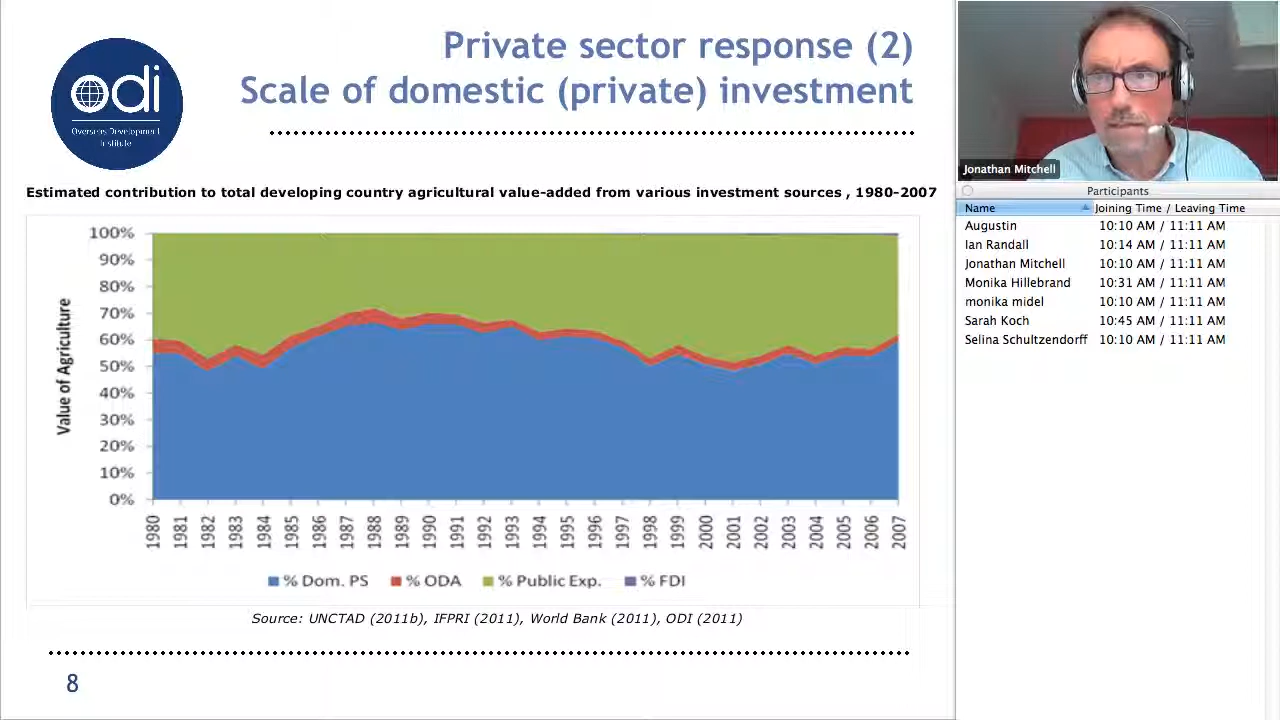 Private sector response (2)
Scale of domestic (private) investment
odi
Overseas Development
Institute
Estimated contribution to total developing country agricultural value-added from various investment sources , 1980-2007
Value of Agriculture
100%
90%
80%
70%
60%
50%
40%
30%
20%
10%
0%
1980 1981 1982 1983 1984 1985 1986 1987 1988 1989 1990 1991 1992 1993 1994 1995 1996 1997 1998 1999 2000 2001 2002 2003 2004 2005 2006 2007
% Dom. PS % ODA % Public Exp. % FDI
Source: UNCTAD (2011b), IFPRI (2011), World Bank (2011), ODI (2011)
8
Jonathan Mitchell
Participants
Name Joining Time / Leaving Time
Augustin 10:10 AM / 11:11 AM
Ian Randall 10:14 AM / 11:11 AM
Jonathan Mitchell 10:10 AM / 11:11 AM
Monika Hillebrand 10:31 AM / 11:11 AM
monika midel 10:10 AM / 11:11 AM
Sarah Koch 10:45 AM / 11:11 AM
Selina Schultzendorff 10:10 AM / 11:11 AM